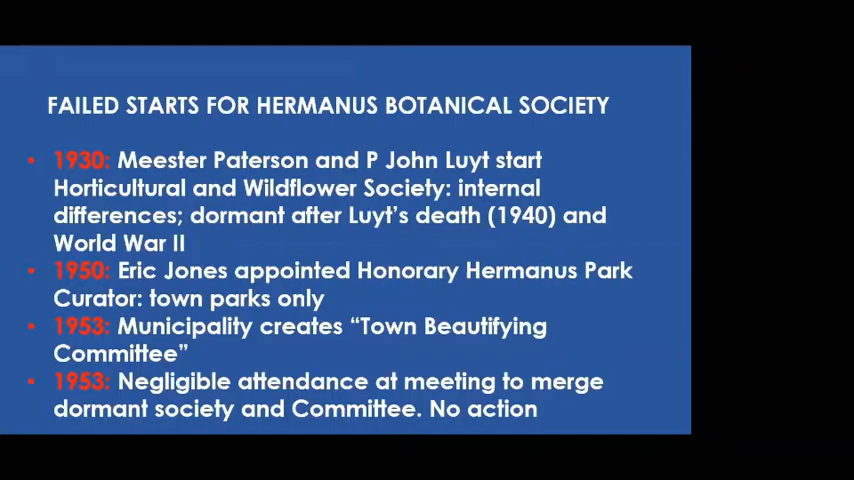 FAILED STARTS FOR HERMANUS BOTANICAL SOCIETY
• 1930: Meester Paterson and P John Luyt start
Horticultural and Wildflower Society: internal
differences; dormant after Luyt's death (1940) and
World War II
• 1950: Eric Jones appointed Honorary Hermanus Park
Curator: town parks only
• 1953: Municipality creates “Town Beautifying
Committee”
• 1953: Negligible attendance at meeting to merge
dormant society and Committee. No action